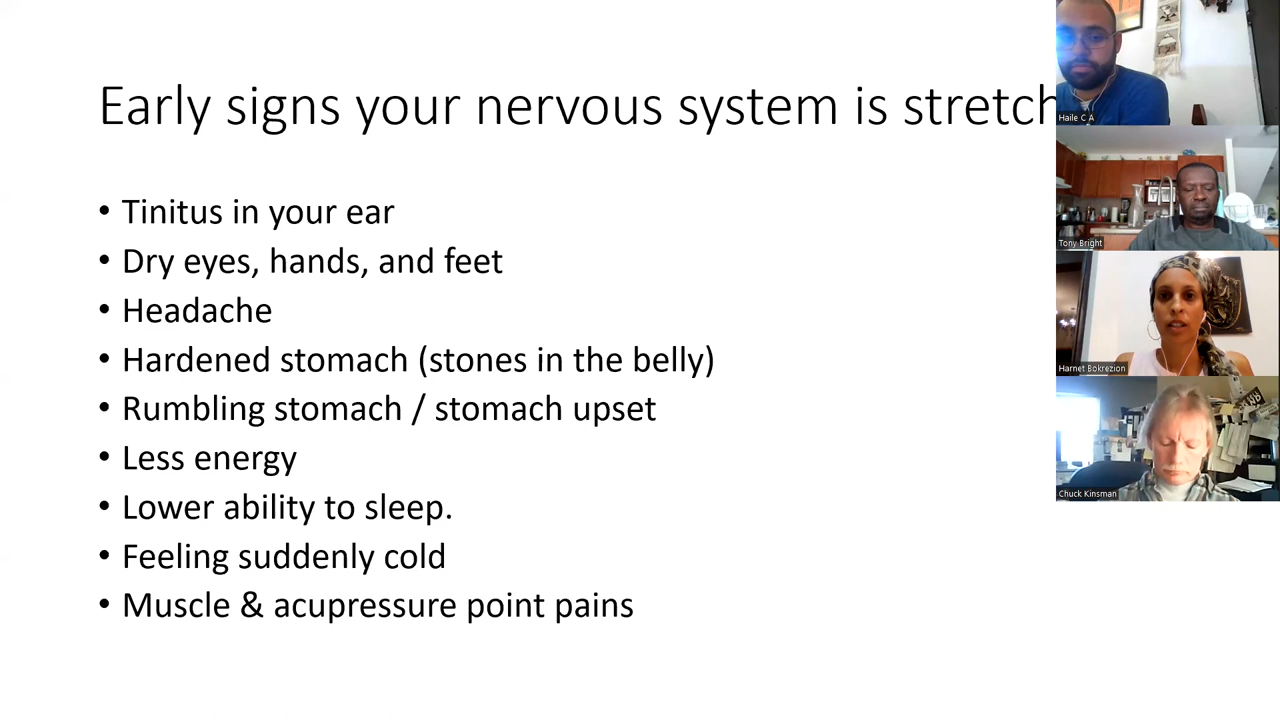 Early signs your nervous system is stretch
• Tinitus in your ear
• Dry eyes, hands, and feet
• Headache
• Hardened stomach (stones in the belly)
• Rumbling stomach / stomach upset
• Less energy
• Lower ability to sleep.
• Feeling suddenly cold
• Muscle & acupressure point pains
Haile C A
Tony Bright
Harnet Bokrezion
Chuck Kinsman